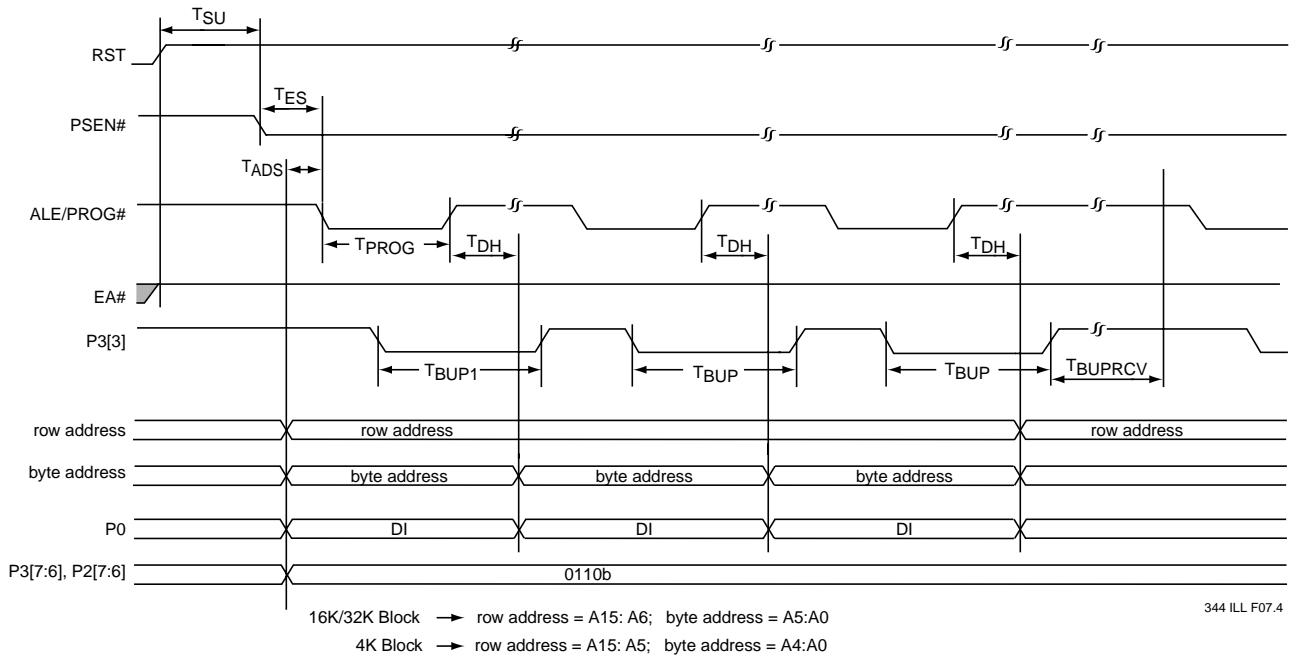 TSU
RST
TES
PSEN#
TADS
ALE/PROG#
TPROG TDH TDH TDH
EA#
P3[3]
TBUP1 TBUP TBUP TBUPRCV
row address row address row address
byte address byte address byte address byte address
P0 DI DI DI
P3[7:6], P2[7:6] 0110b
344 ILL F07.4
16K/32K Block → row address = A15: A6; byte address = A5:A0
4K Block → row address = A15: A5; byte address = A4:A0